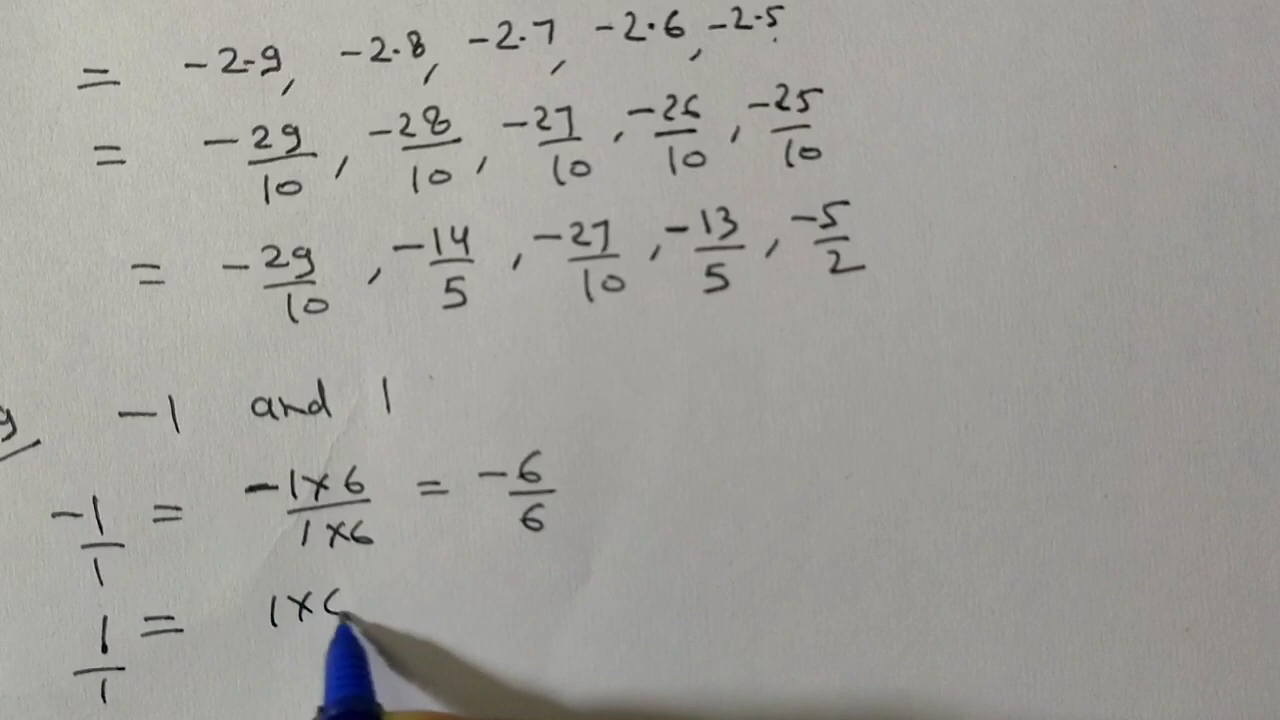 = -2.9, -2.8, -2.7, -2.6, -2.5
= -29/10, -28/10, -27/10, -26/10, -25/10
= -29/10, -14/5, -27/10, -13/5, -5/2
-1 and 1
-1/1 = -1×6/1×6 = -6/6
1/1 = 1×6